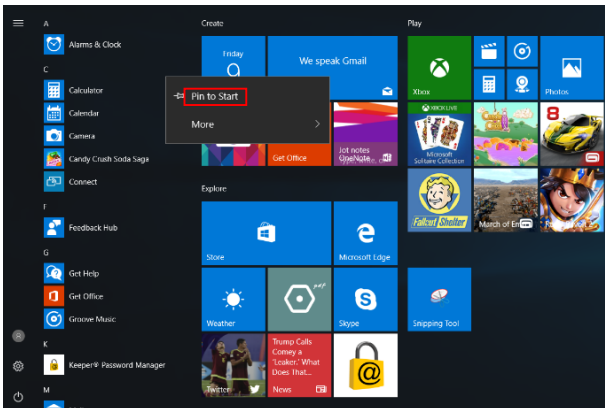 A
Alarms & Clock
C
Calculator
Calendar
Camera
Candy Crush Soda Saga
Connect
F
Feedback Hub
G
Get Help
Get Office
Groove Music
K
Keeper® Password Manager
M
Create
Friday
9
We speak Gmail
Pin to Start
More
Get Office
Jot notes
OneNote
Explore
Store
Microsoft Edge
Weather
Skype
Twitter
Trump Calls
Comey a
'Leaker.' What
Does That...
News
@
Play
Xbox
Photos
XBOX LIVE
Microsoft
Solitaire Collection
8
Fallout Shelter
March of Em
Snipping Tool